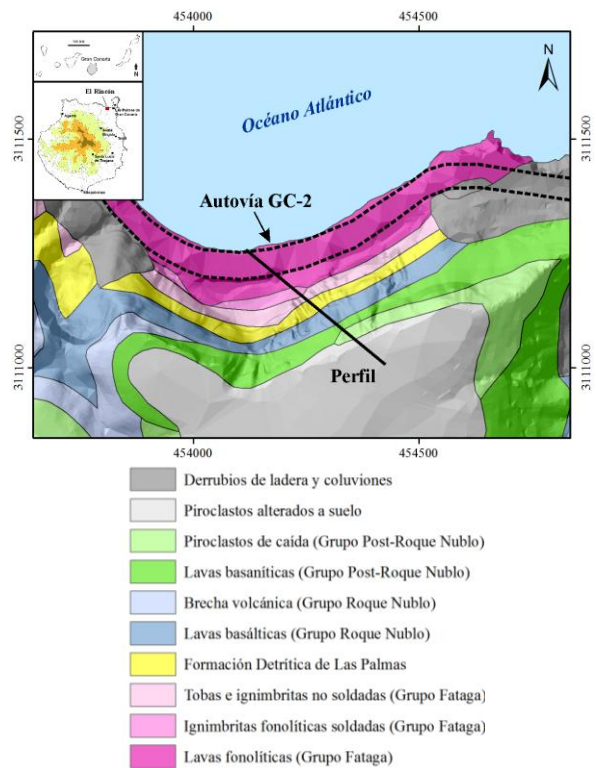 454000
454500
Gran Canaria
N
El Rincón
Océano Atlántico
3111500
3111500
Autovía GC-2
3111000
3111000
Perfil
454000
454500
Derrubios de ladera y coluviones
Piroclastos alterados a suelo
Piroclastos de caída (Grupo Post-Roque Nublo)
Lavas basaníticas (Grupo Post-Roque Nublo)
Brecha volcánica (Grupo Roque Nublo)
Lavas basálticas (Grupo Roque Nublo)
Formación Detrítica de Las Palmas
Tobas e ignimbritas no soldadas (Grupo Fataga)
Ignimbritas fonolíticas soldadas (Grupo Fataga)
Lavas fonolíticas (Grupo Fataga)